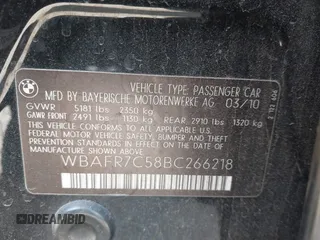 BMW
VEHICLE TYPE: PASSENGER CAR
MFD BY BAYERISCHE MOTORENWERKE AG 03/10
GVWR 5181 lbs 2350 kg
GAWR FRONT 2491 lbs 1130 kg REAR 2910 lbs 1320 kg
THIS VEHICLE CONFORMS TO ALL APPLICABLE FEDERAL
MOTOR VEHICLE SAFETY, BUMPER, AND THEFT
PREVENTION STANDARDS IN EFFECT ON THE DATE OF
MANUFACTURE SHOWN ABOVE.
WBAFR7C58BC266218
DREAMBID